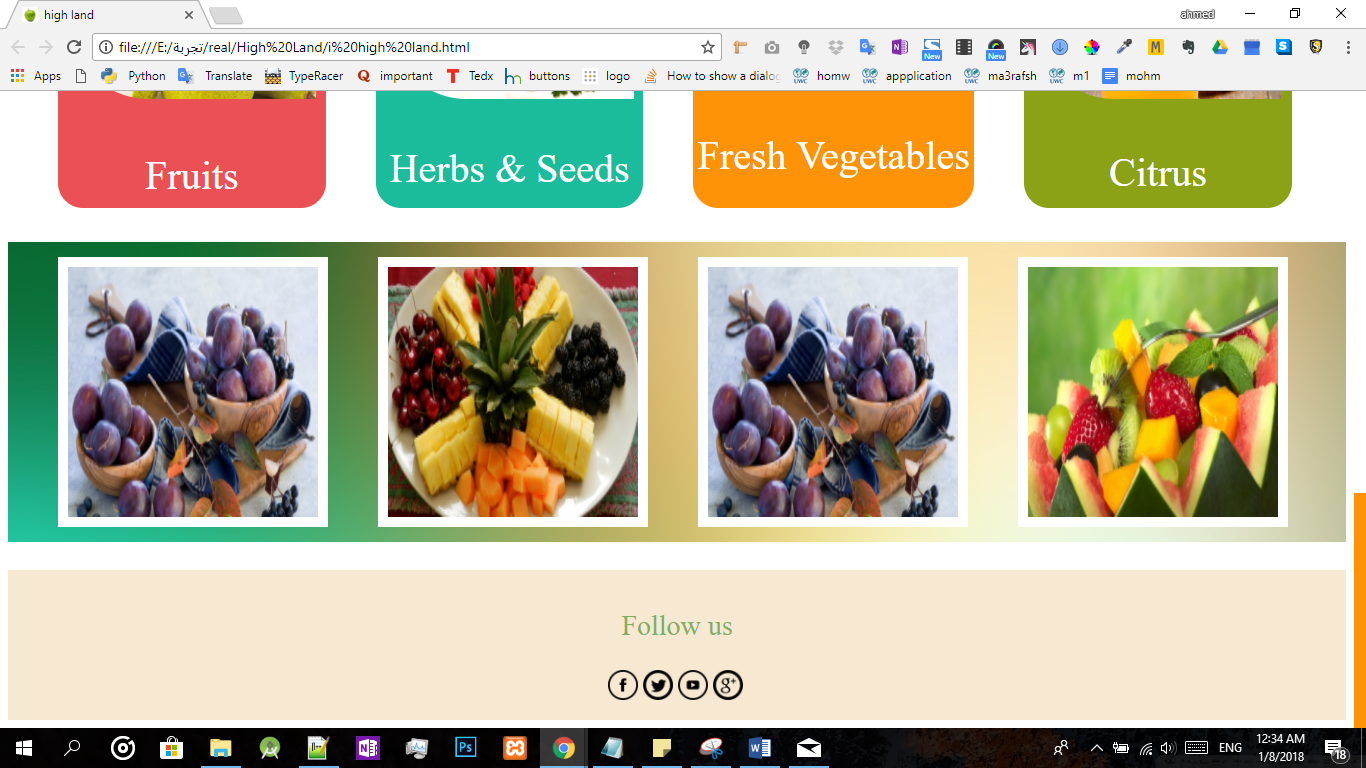 high land
ahmed
file:///E:/تجربة/real/High%20Land/i%20high%20land.html
New
New
Apps
Python
Translate
TypeRacer
important
Tedx
buttons
logo
How to show a dialog
homw
appplication
ma3rafsh
m1
mohm
Fruits
Herbs & Seeds
Fresh Vegetables
Citrus
Follow us
ENG
12:34 AM
1/8/2018
18